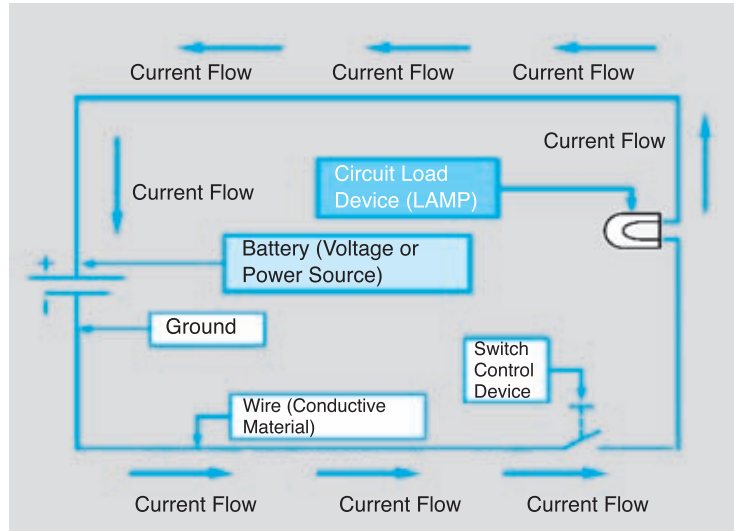 Current Flow
Current Flow
Current Flow
Current Flow
Circuit Load
Device (LAMP)
Current Flow
Battery (Voltage or
Power Source)
+
-
Ground
Switch
Control
Device
Wire (Conductive
Material)
Current Flow
Current Flow
Current Flow